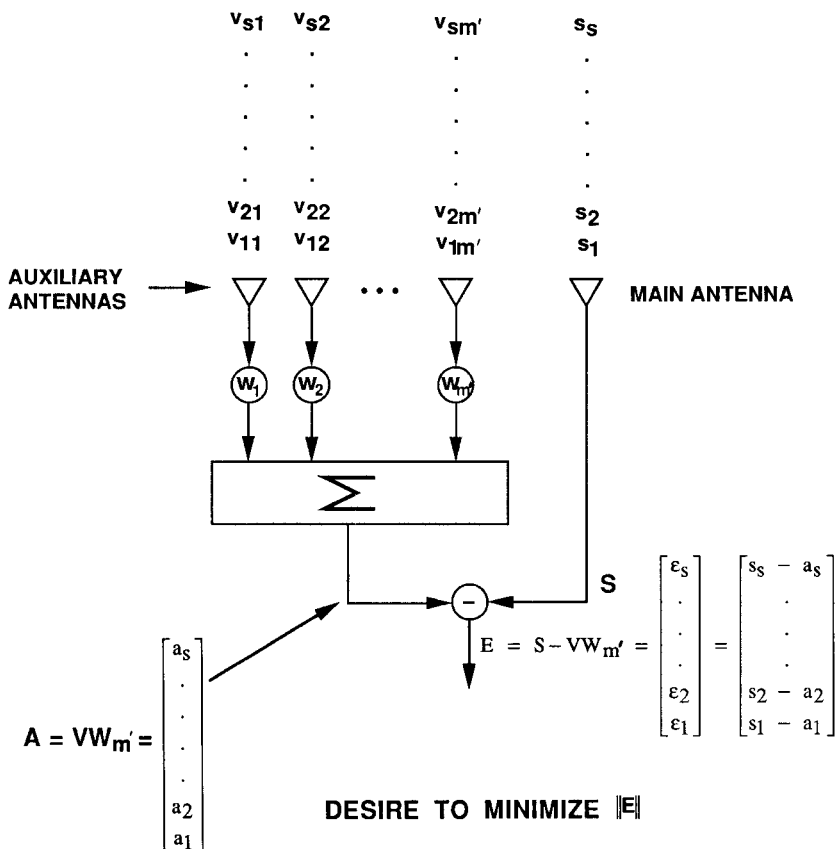 v_s1 v_s2 v_sm′ s_s
. . . .
. . . .
. . . .
. . . .
. . . .
v_21 v_22 v_2m′ s_2
v_11 v_12 v_1m′ s_1
AUXILIARY
ANTENNAS
• • •
MAIN ANTENNA
w_1 w_2 w_m′
Σ
S
−
E = S − VW_m′ = [ε_s . . . ε_2 ε_1] = [s_s − a_s . . . s_2 − a_2 s_1 − a_1]
A = VW_m′ = [a_s . . . . . a_2 a_1]
DESIRE TO MINIMIZE ‖E‖